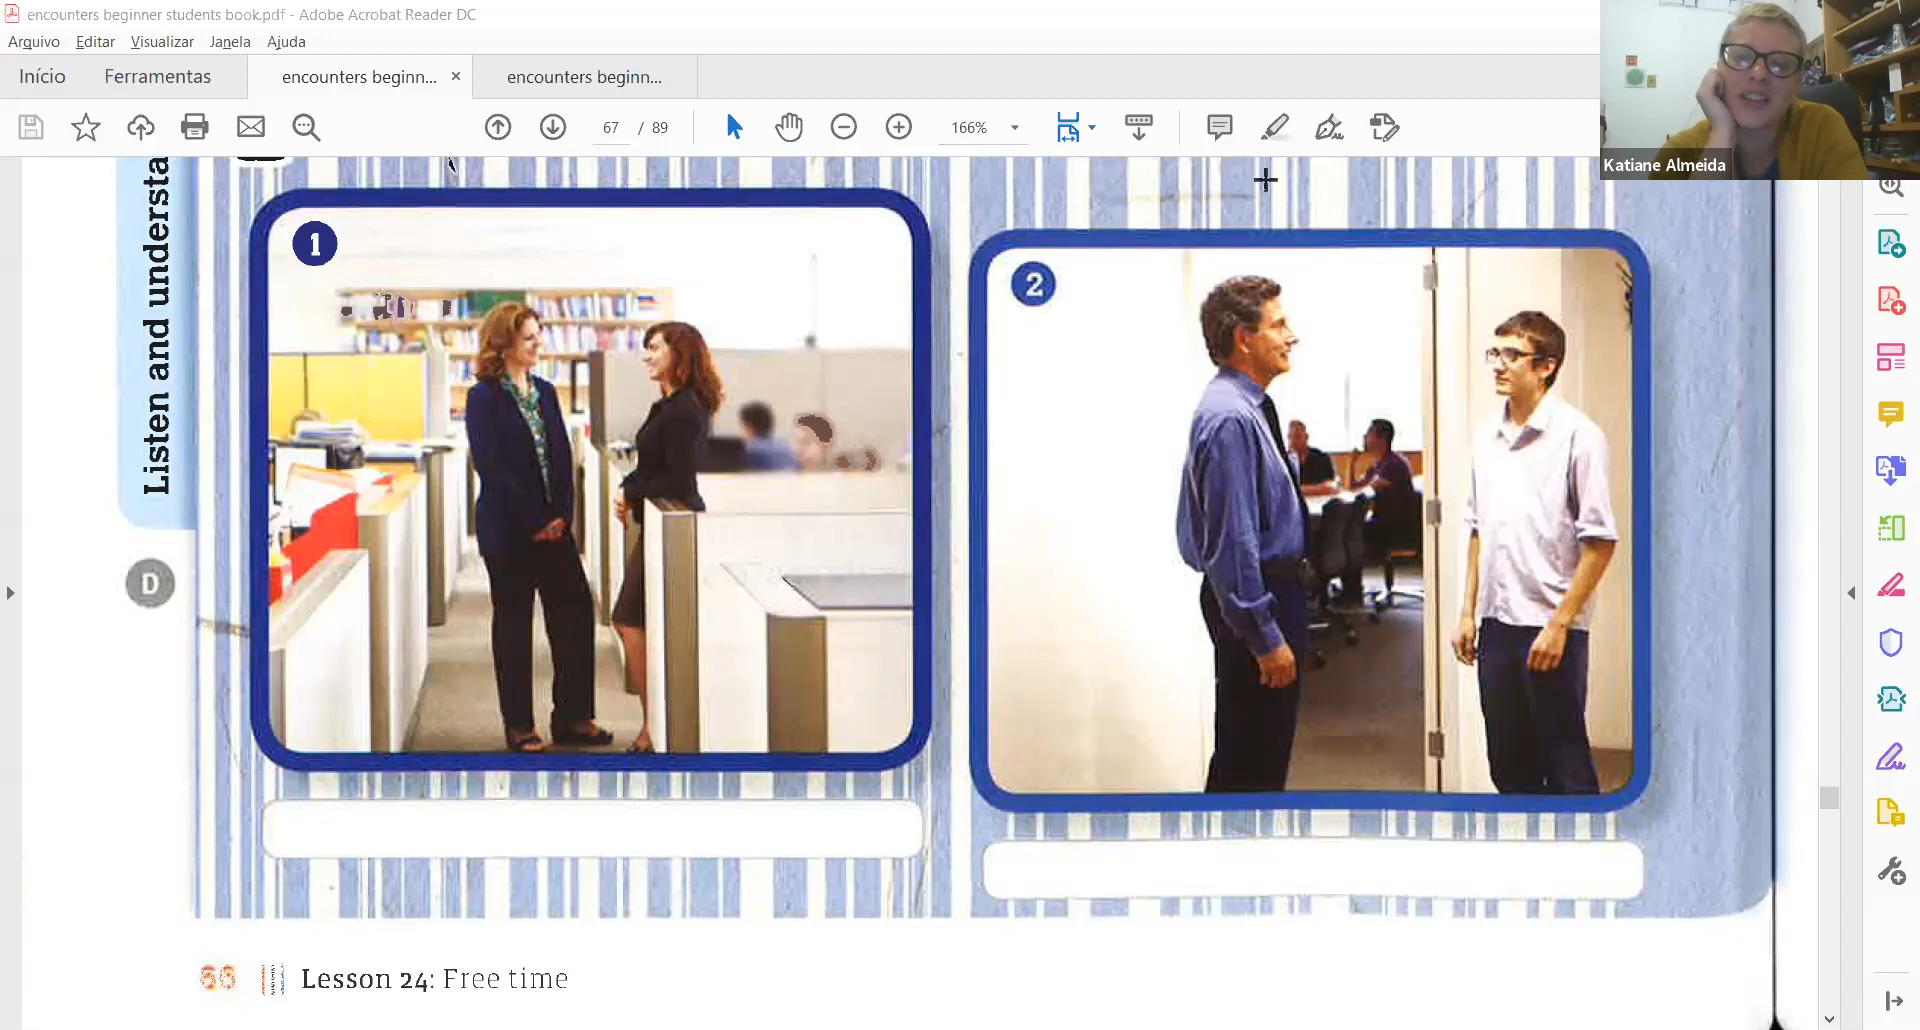 encounters beginner students book.pdf - Adobe Acrobat Reader DC
Arquivo Editar Visualizar Janela Ajuda
Início Ferramentas encounters beginn... × encounters beginn...
67 / 89 166%
Katiane Almeida
Listen and understa
1
2
D
Lesson 24: Free time